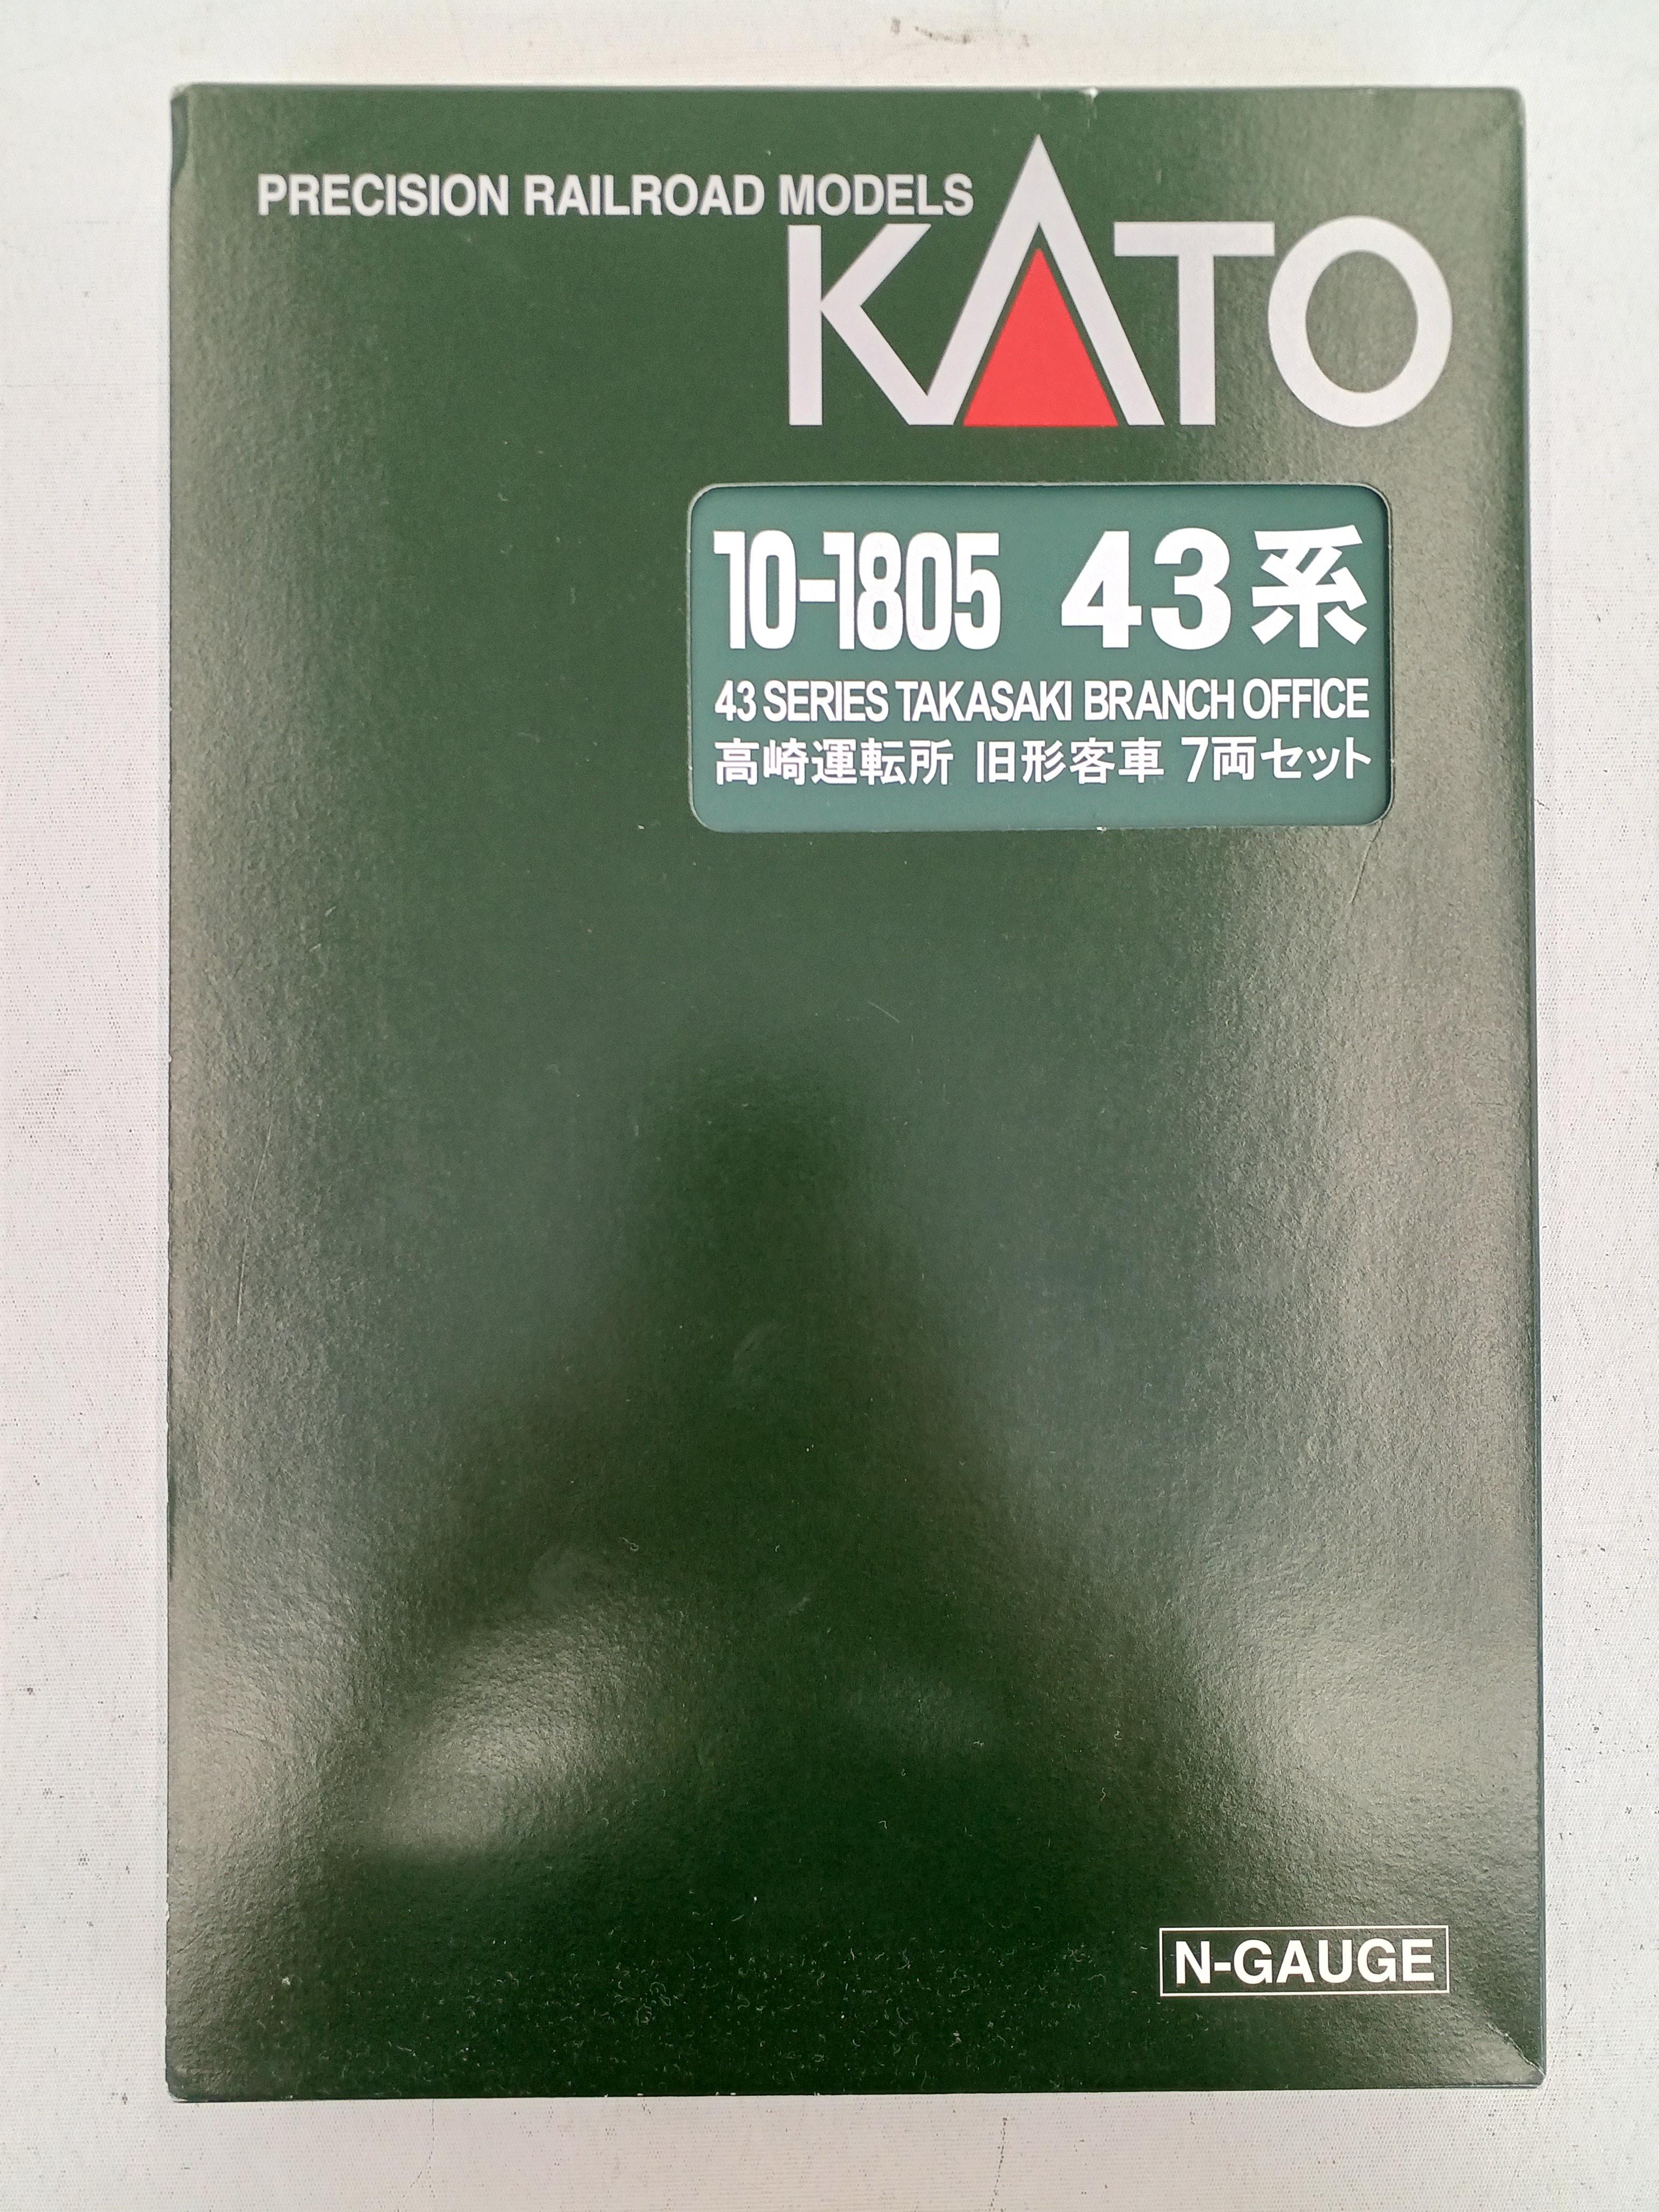 PRECISION RAILROAD MODELS
KATO
10-1805 43系
43 SERIES TAKASAKI BRANCH OFFICE
高崎運転所 旧形客車 7両セット
N-GAUGE